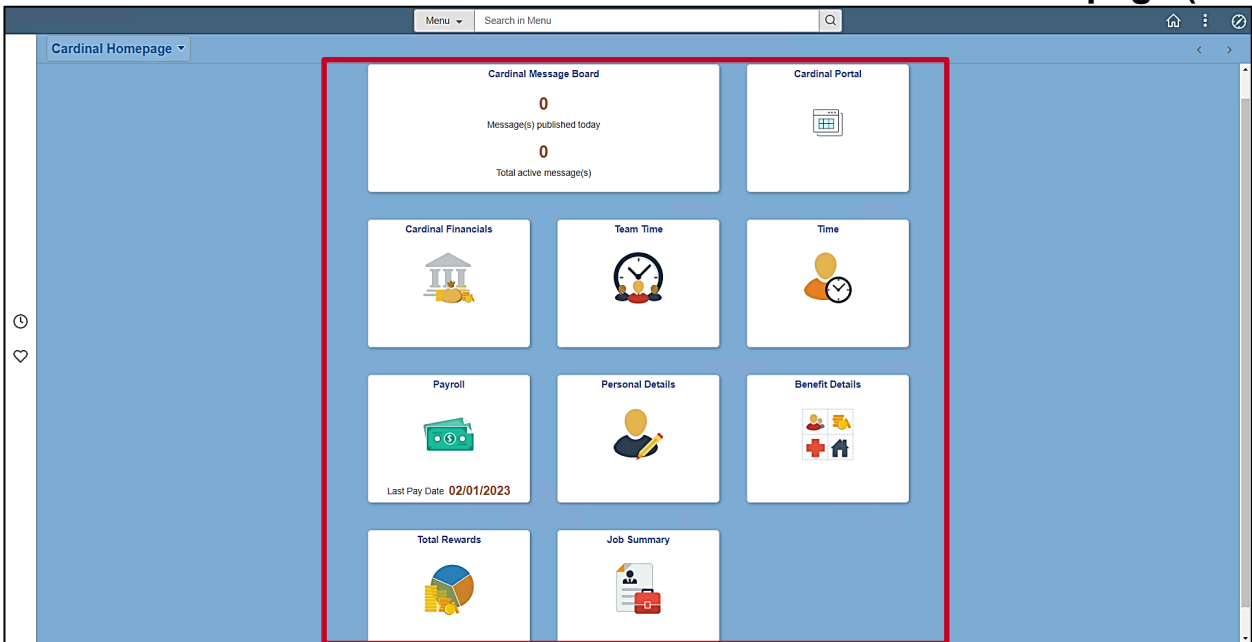 Menu
Search in Menu
Cardinal Homepage
Cardinal Message Board
0
Message(s) published today
0
Total active message(s)
Cardinal Portal
Cardinal Financials
Team Time
Time
Payroll
Last Pay Date 02/01/2023
Personal Details
Benefit Details
Total Rewards
Job Summary